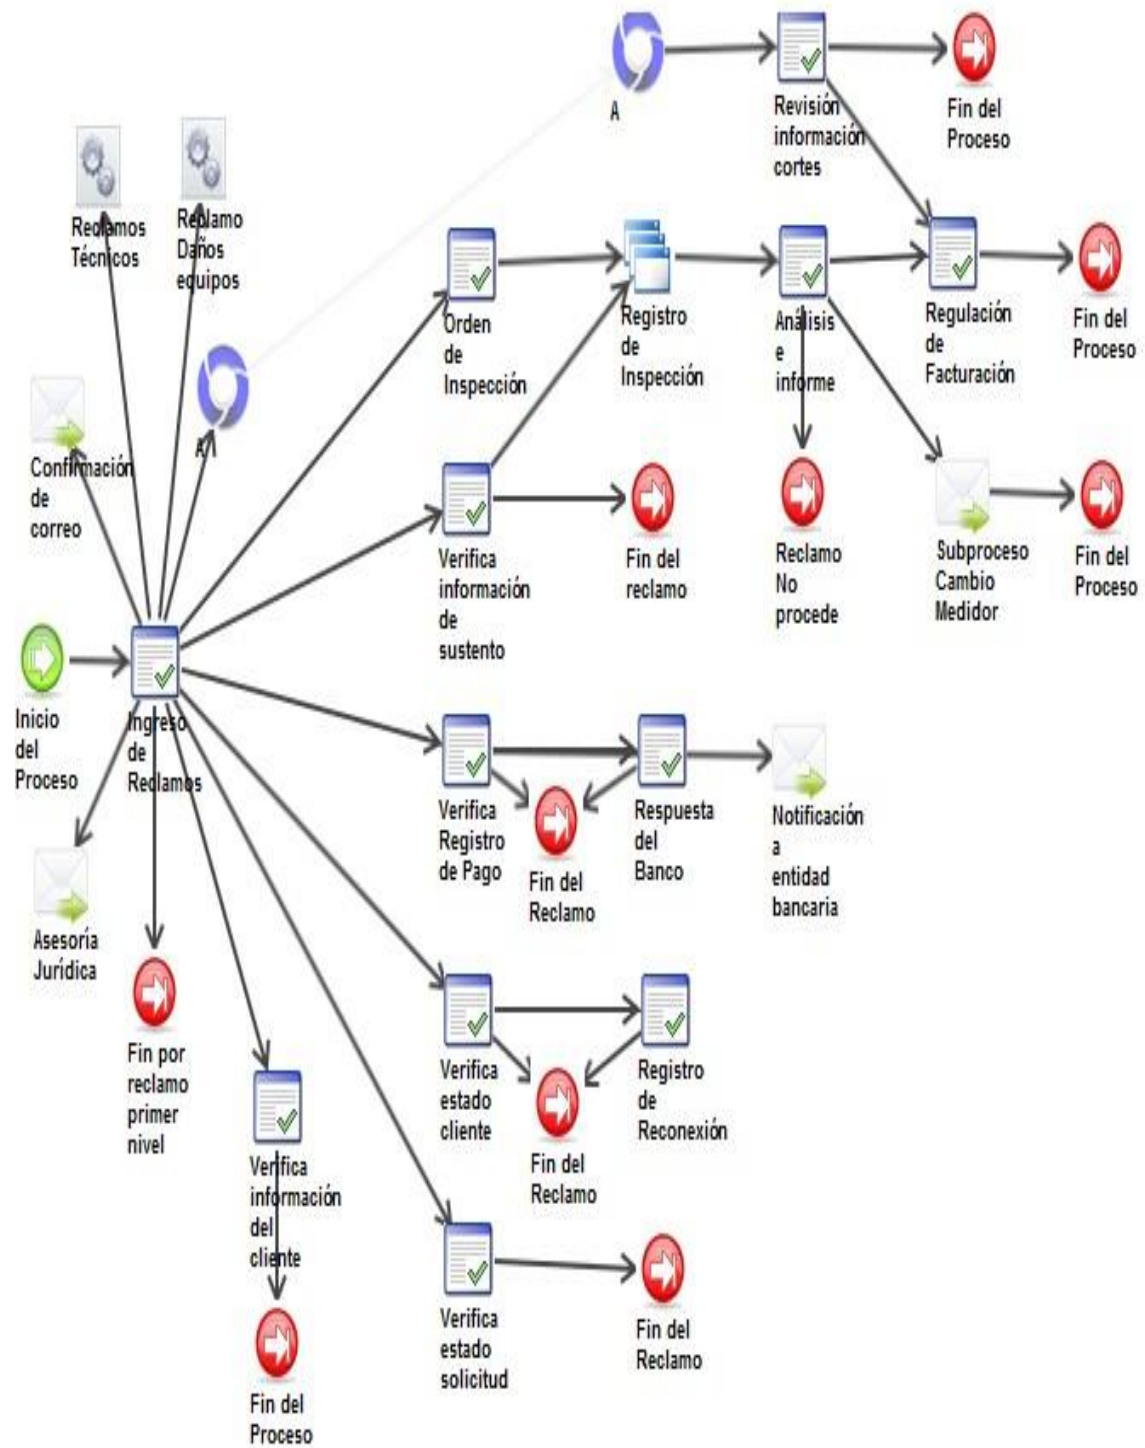 A
Revisión
información
cortes
Fin del
Proceso
Reclamos
Técnicos
Reclamo
Daños
equipos
A
Orden
de
Inspección
Registro
de
Inspección
Análisis
e
informe
Regulación
de
Facturación
Fin del
Proceso
Confirmación
de
correo
Verifica
información
de
sustento
Fin del
reclamo
Reclamo
No
procede
Subproceso
Cambio
Medidor
Fin del
Proceso
Inicio
del
Proceso
Ingreso
de
Reclamos
Verifica
Registro
de Pago
Fin del
Reclamo
Respuesta
del
Banco
Notificación
a
entidad
bancaria
Asesoría
Jurídica
Fin por
reclamo
primer
nivel
Verifica
estado
cliente
Fin del
Reclamo
Registro
de
Reconexión
Verifica
información
del
cliente
Verifica
estado
solicitud
Fin del
Reclamo
Fin del
Proceso